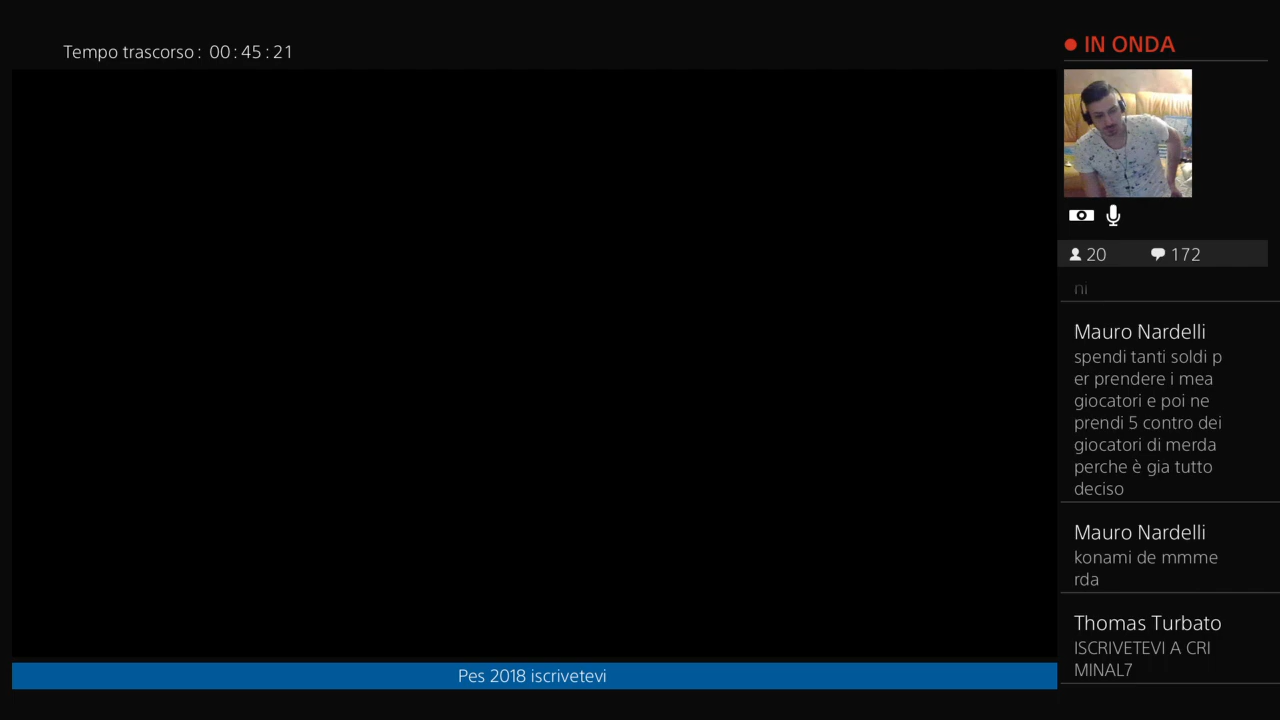 Tempo trascorso : 00 : 45 : 21
IN ONDA
20 172
ni
Mauro Nardelli
spendi tanti soldi p
er prendere i mea
giocatori e poi ne
prendi 5 contro dei
giocatori di merda
perche è gia tutto
deciso
Mauro Nardelli
konami de mmme
rda
Thomas Turbato
ISCRIVETEVI A CRI
MINAL7
Pes 2018 iscrivetevi